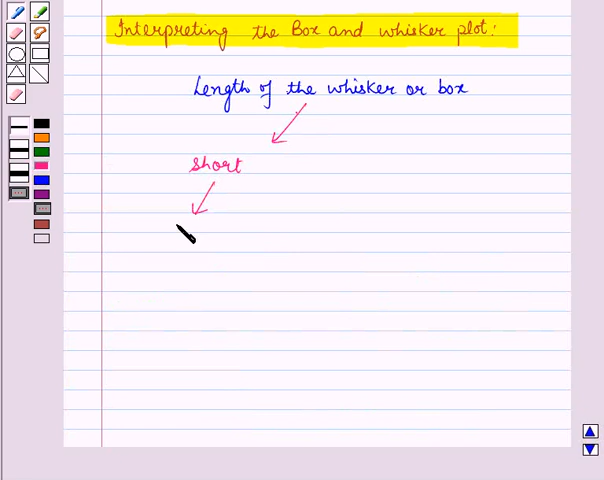 Interpreting the Box and whisker plot:
Length of the whisker or box
Short